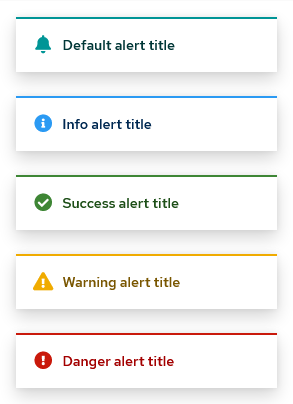 Default alert title
Info alert title
Success alert title
Warning alert title
Danger alert title